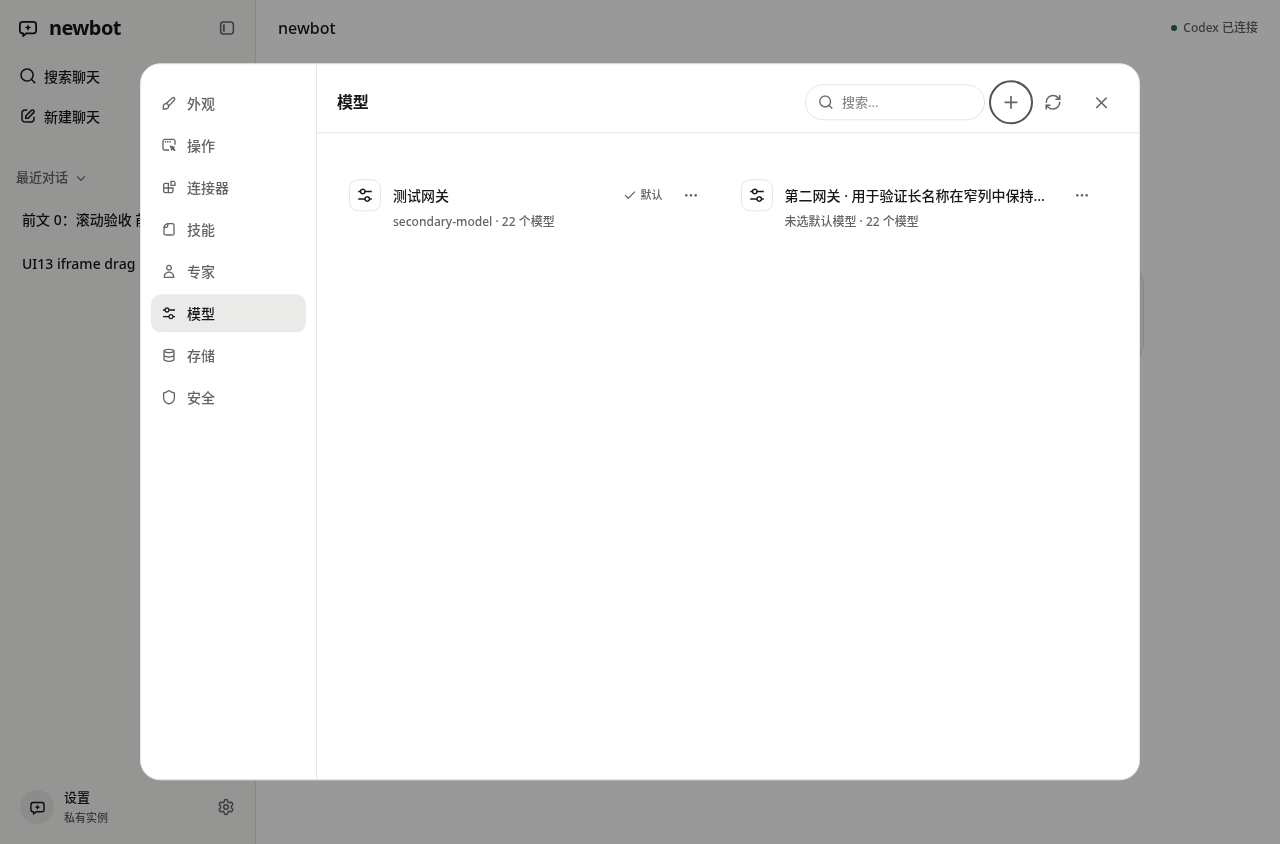 newbot
newbot
Codex 已连接
搜索聊天
新建聊天
最近对话
前文 0：滚动验收
UI13 iframe drag
外观
操作
连接器
技能
专家
模型
存储
安全
模型
搜索...
测试网关
默认
secondary-model · 22 个模型
第二网关 · 用于验证长名称在窄列中保持...
未选默认模型 · 22 个模型
设置
私有实例